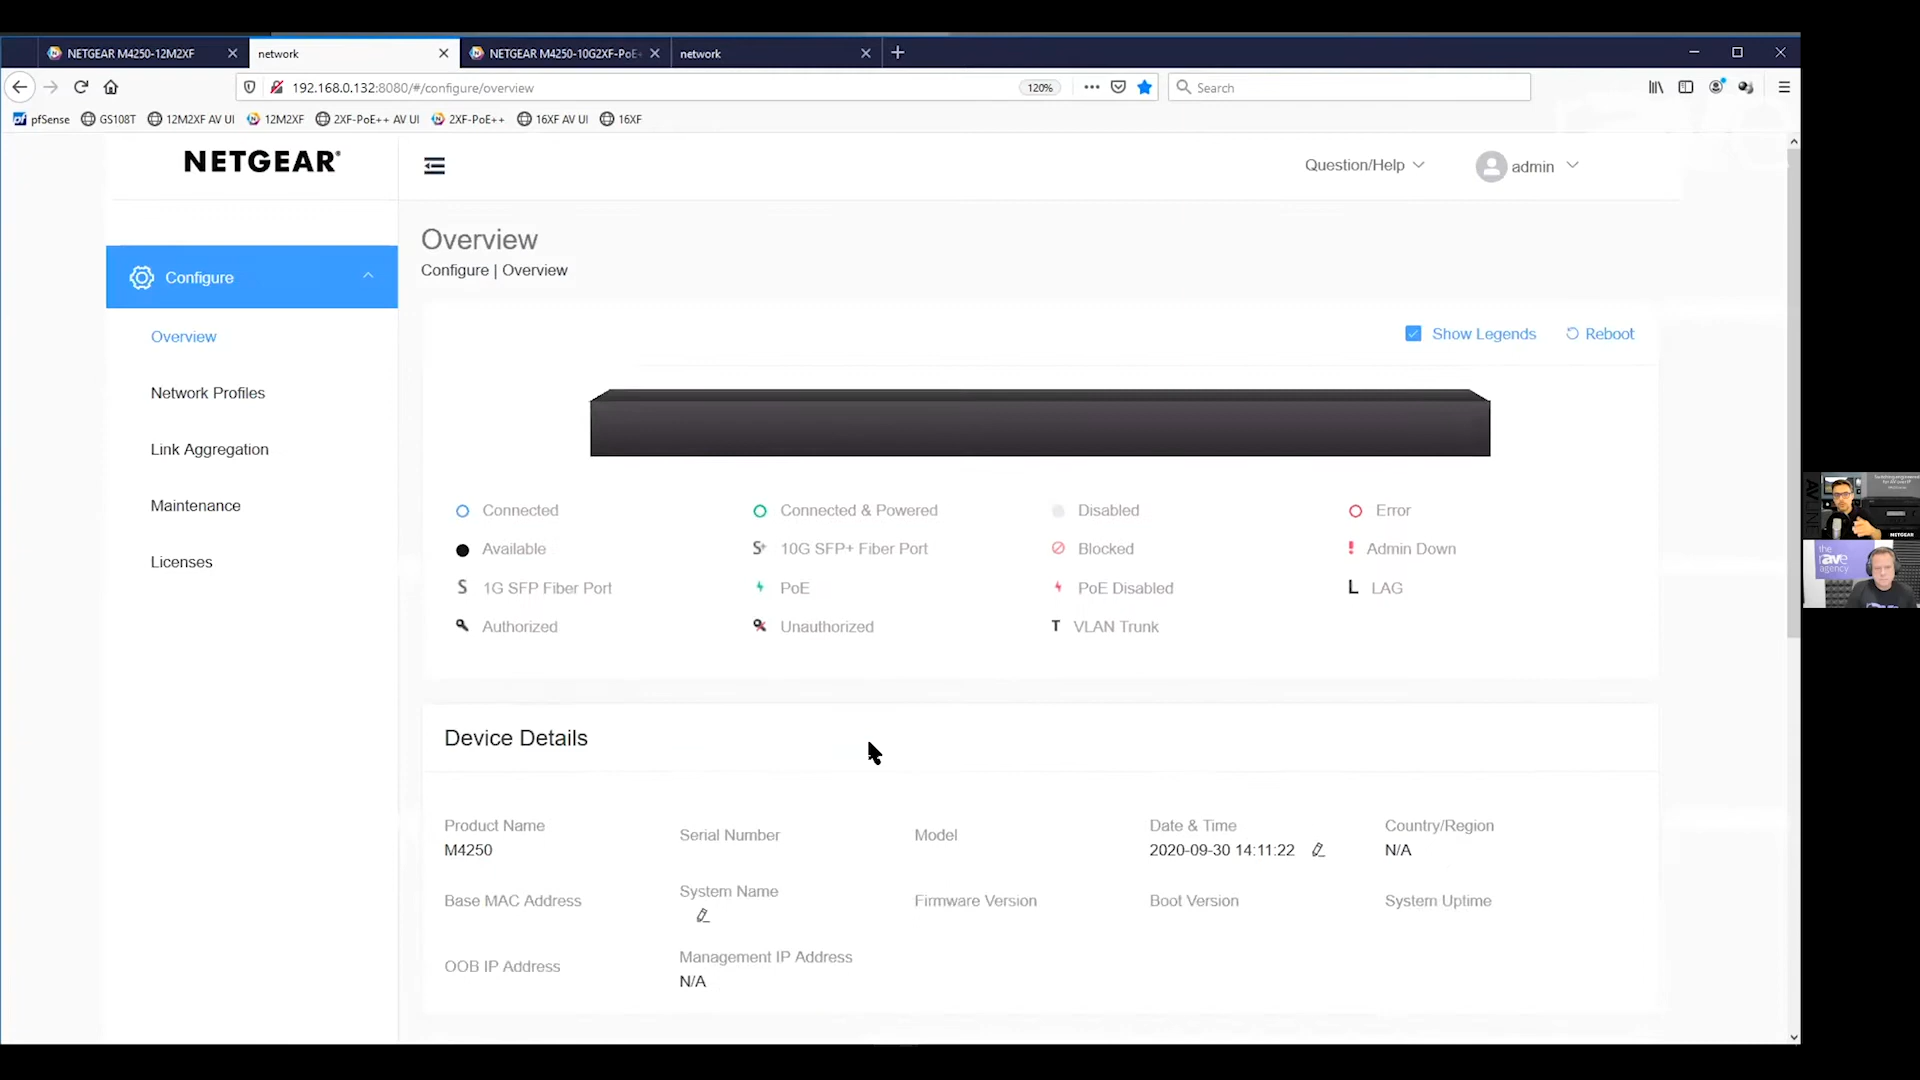 NETGEAR M4250-12M2XF
network
NETGEAR M4250-10G2XF-PoE+
network
192.168.0.132:8080/#/configure/overview
120%
Search
pfSense
GS108T
12M2XF AV UI
12M2XF
2XF-PoE++ AV UI
2XF-PoE++
16XF AV UI
16XF
NETGEAR®
Question/Help
admin
Configure
Overview
Network Profiles
Link Aggregation
Maintenance
Licenses
Overview
Configure | Overview
Show Legends
Reboot
Connected
Connected & Powered
Disabled
Error
Available
S+ 10G SFP+ Fiber Port
Blocked
Admin Down
S 1G SFP Fiber Port
PoE
PoE Disabled
L LAG
Authorized
Unauthorized
T VLAN Trunk
Device Details
Product Name
M4250
Serial Number
Model
Date & Time
2020-09-30 14:11:22
Country/Region
N/A
Base MAC Address
System Name
Firmware Version
Boot Version
System Uptime
OOB IP Address
Management IP Address
N/A
NETGEAR
the
rave
agency